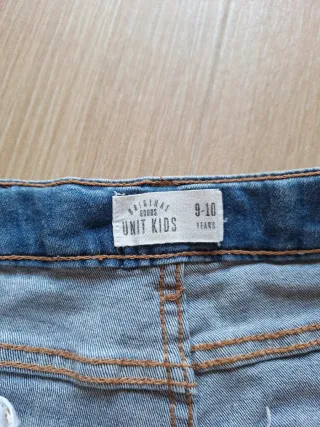 ORIGINAL
GOODS
UNIT KIDS
9-10
YEARS